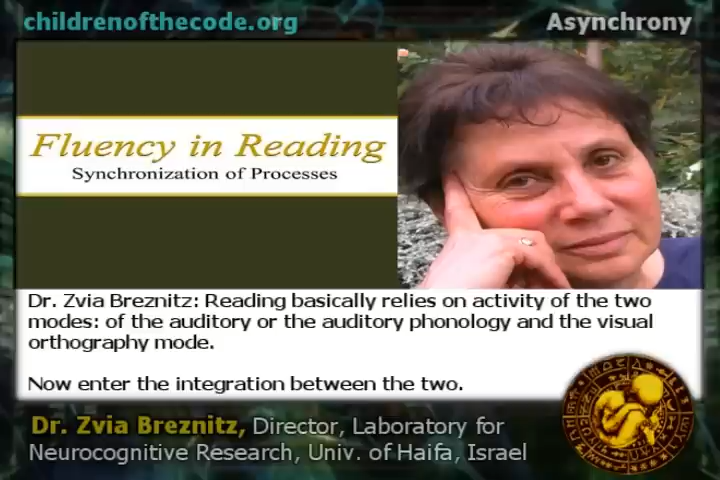 childrenofthecode.org
Asynchrony
Fluency in Reading
Synchronization of Processes
Dr. Zvia Breznitz: Reading basically relies on activity of the two
modes: of the auditory or the auditory phonology and the visual
orthography mode.
Now enter the integration between the two.
Dr. Zvia Breznitz, Director, Laboratory for
Neurocognitive Research, Univ. of Haifa, Israel